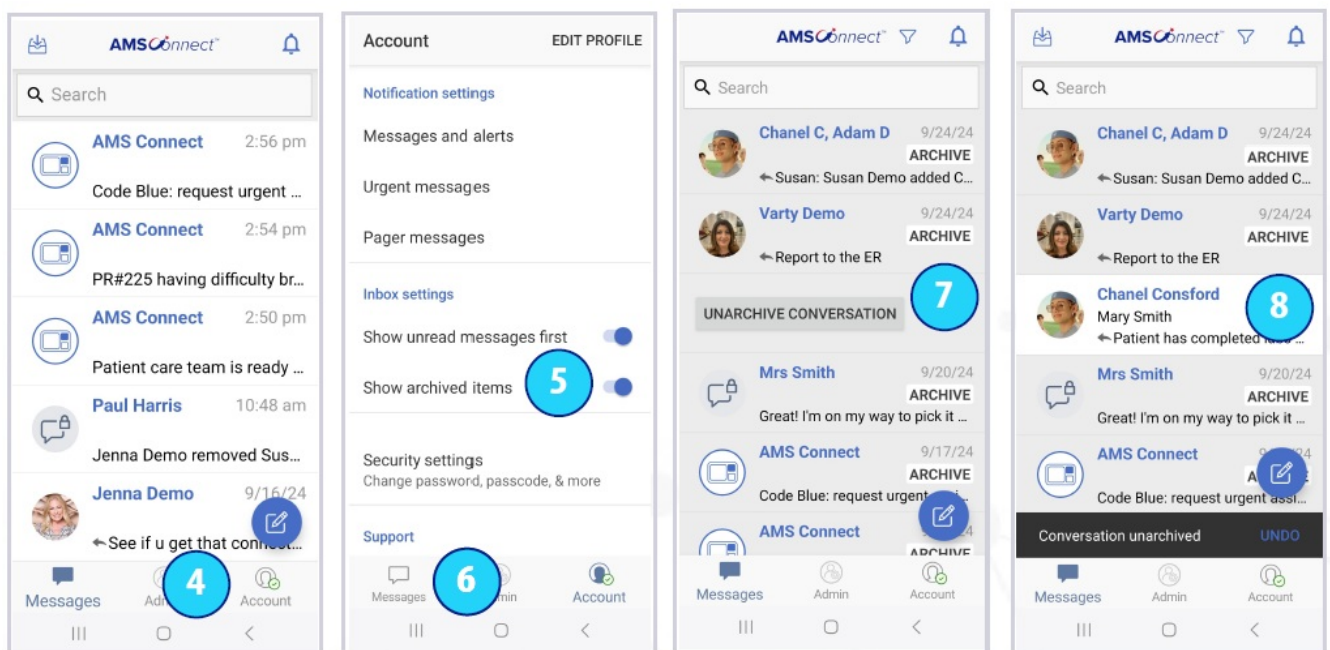 AMSConnect
Search
AMS Connect 2:56 pm
Code Blue: request urgent ...
AMS Connect 2:54 pm
PR#225 having difficulty br...
AMS Connect 2:50 pm
Patient care team is ready ...
Paul Harris 10:48 am
Jenna Demo removed Sus...
Jenna Demo 9/16/24
See if u get that
4
Messages Account
Account EDIT PROFILE
Notification settings
Messages and alerts
Urgent messages
Pager messages
Inbox settings
Show unread messages first
Show archived items
5
Security settings
Change password, passcode, & more
Support
6
Messages Account
AMSConnect
Search
Chanel C, Adam D 9/24/24
ARCHIVE
Susan: Susan Demo added C...
Varty Demo 9/24/24
ARCHIVE
Report to the ER
7
UNARCHIVE CONVERSATION
Mrs Smith 9/20/24
ARCHIVE
Great! I'm on my way to pick it ...
AMS Connect 9/17/24
ARCHIVE
Code Blue: request urgent
AMS Connect
ARCHIVE
Messages Admin Account
AMSConnect
Search
Chanel C, Adam D 9/24/24
ARCHIVE
Susan: Susan Demo added C...
Varty Demo 9/24/24
ARCHIVE
Report to the ER
Chanel Consford
8
Mary Smith
Patient has completed
Mrs Smith 9/20/24
ARCHIVE
Great! I'm on my way to pick it ...
AMS Connect
Code Blue: request urgent assi...
Conversation unarchived UNDO
Messages Admin Account